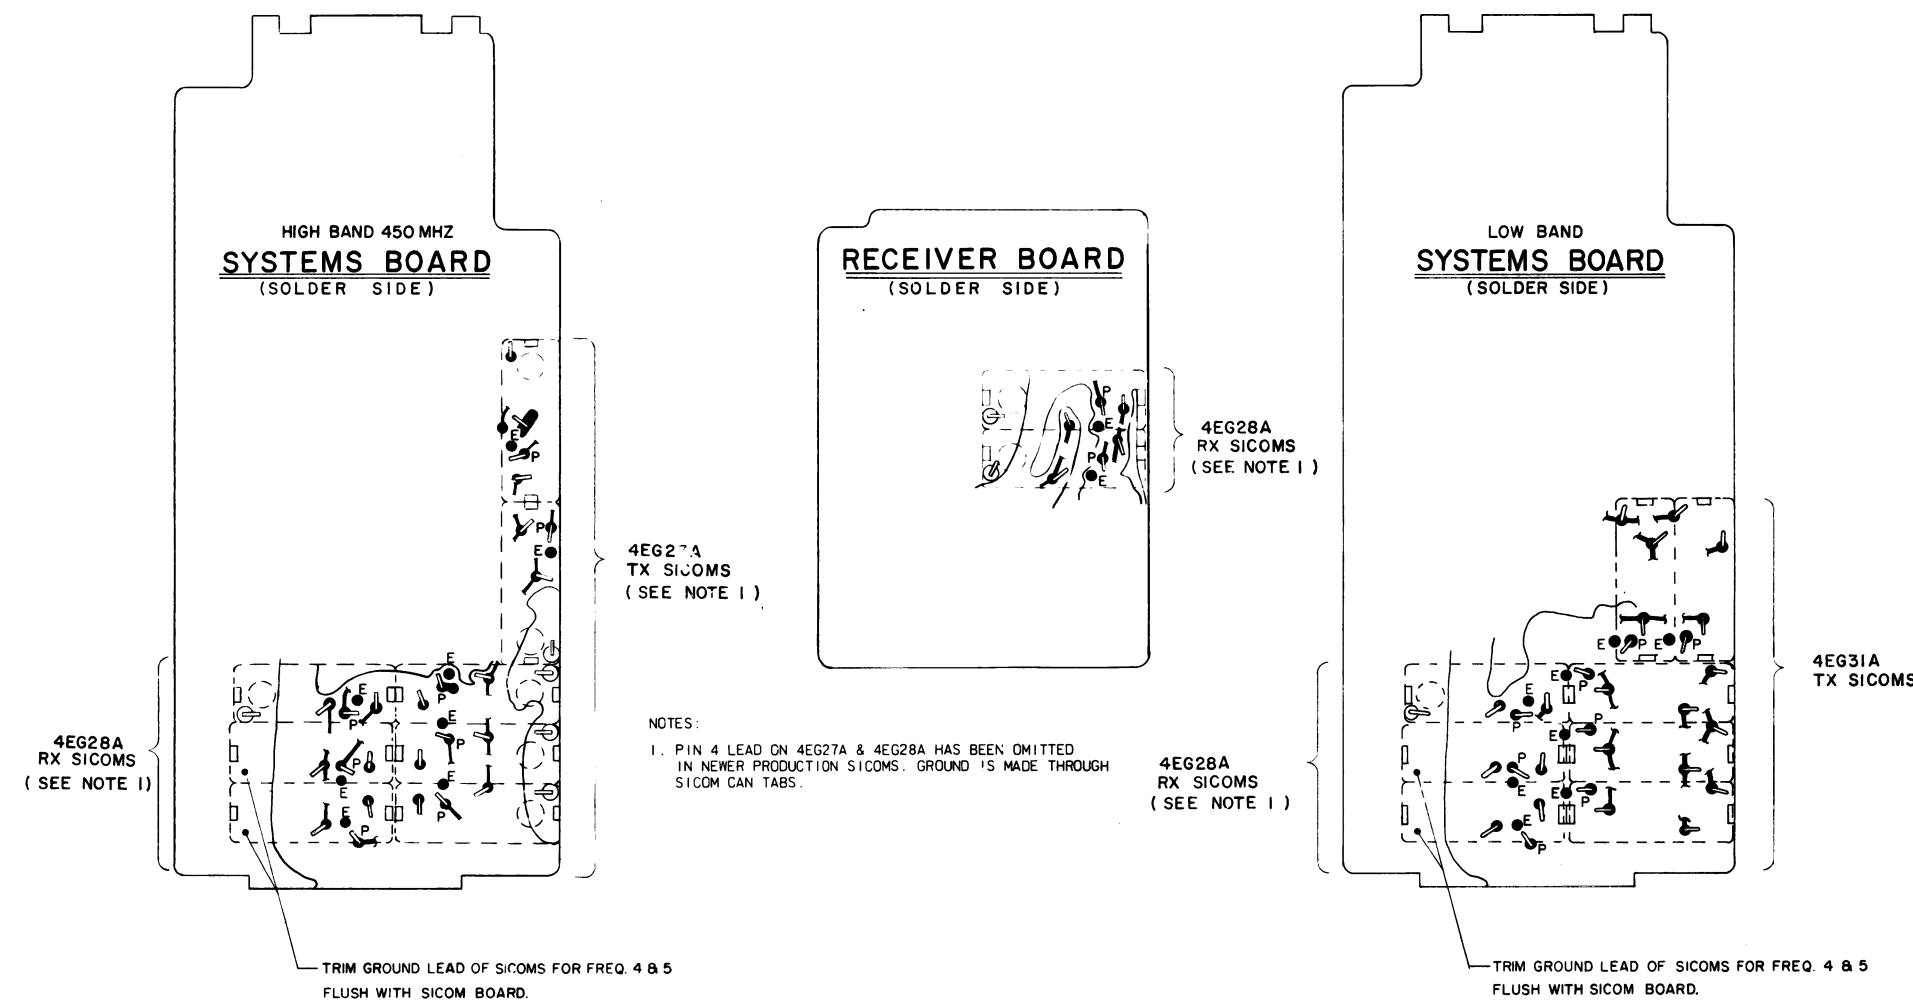 HIGH BAND 450 MHZ
SYSTEMS BOARD
(SOLDER SIDE)
E
P
P
E
4EG27A
TX SICOMS
(SEE NOTE 1)
4EG28A
RX SICOMS
(SEE NOTE 1)
E
E
P
P
E
P
P
E
E
E
P
P
TRIM GROUND LEAD OF SICOMS FOR FREQ. 4 & 5
FLUSH WITH SICOM BOARD.
RECEIVER BOARD
(SOLDER SIDE)
P
E
P
E
4EG28A
RX SICOMS
(SEE NOTE 1)
NOTES:
1. PIN 4 LEAD ON 4EG27A & 4EG28A HAS BEEN OMITTED
IN NEWER PRODUCTION SICOMS. GROUND IS MADE THROUGH
SICOM CAN TABS.
LOW BAND
SYSTEMS BOARD
(SOLDER SIDE)
E P E P
4EG31A
TX SICOMS
E
E
P
P
E
P
P
E
E
P
E
P
4EG28A
RX SICOMS
(SEE NOTE 1)
TRIM GROUND LEAD OF SICOMS FOR FREQ. 4 & 5
FLUSH WITH SICOM BOARD.